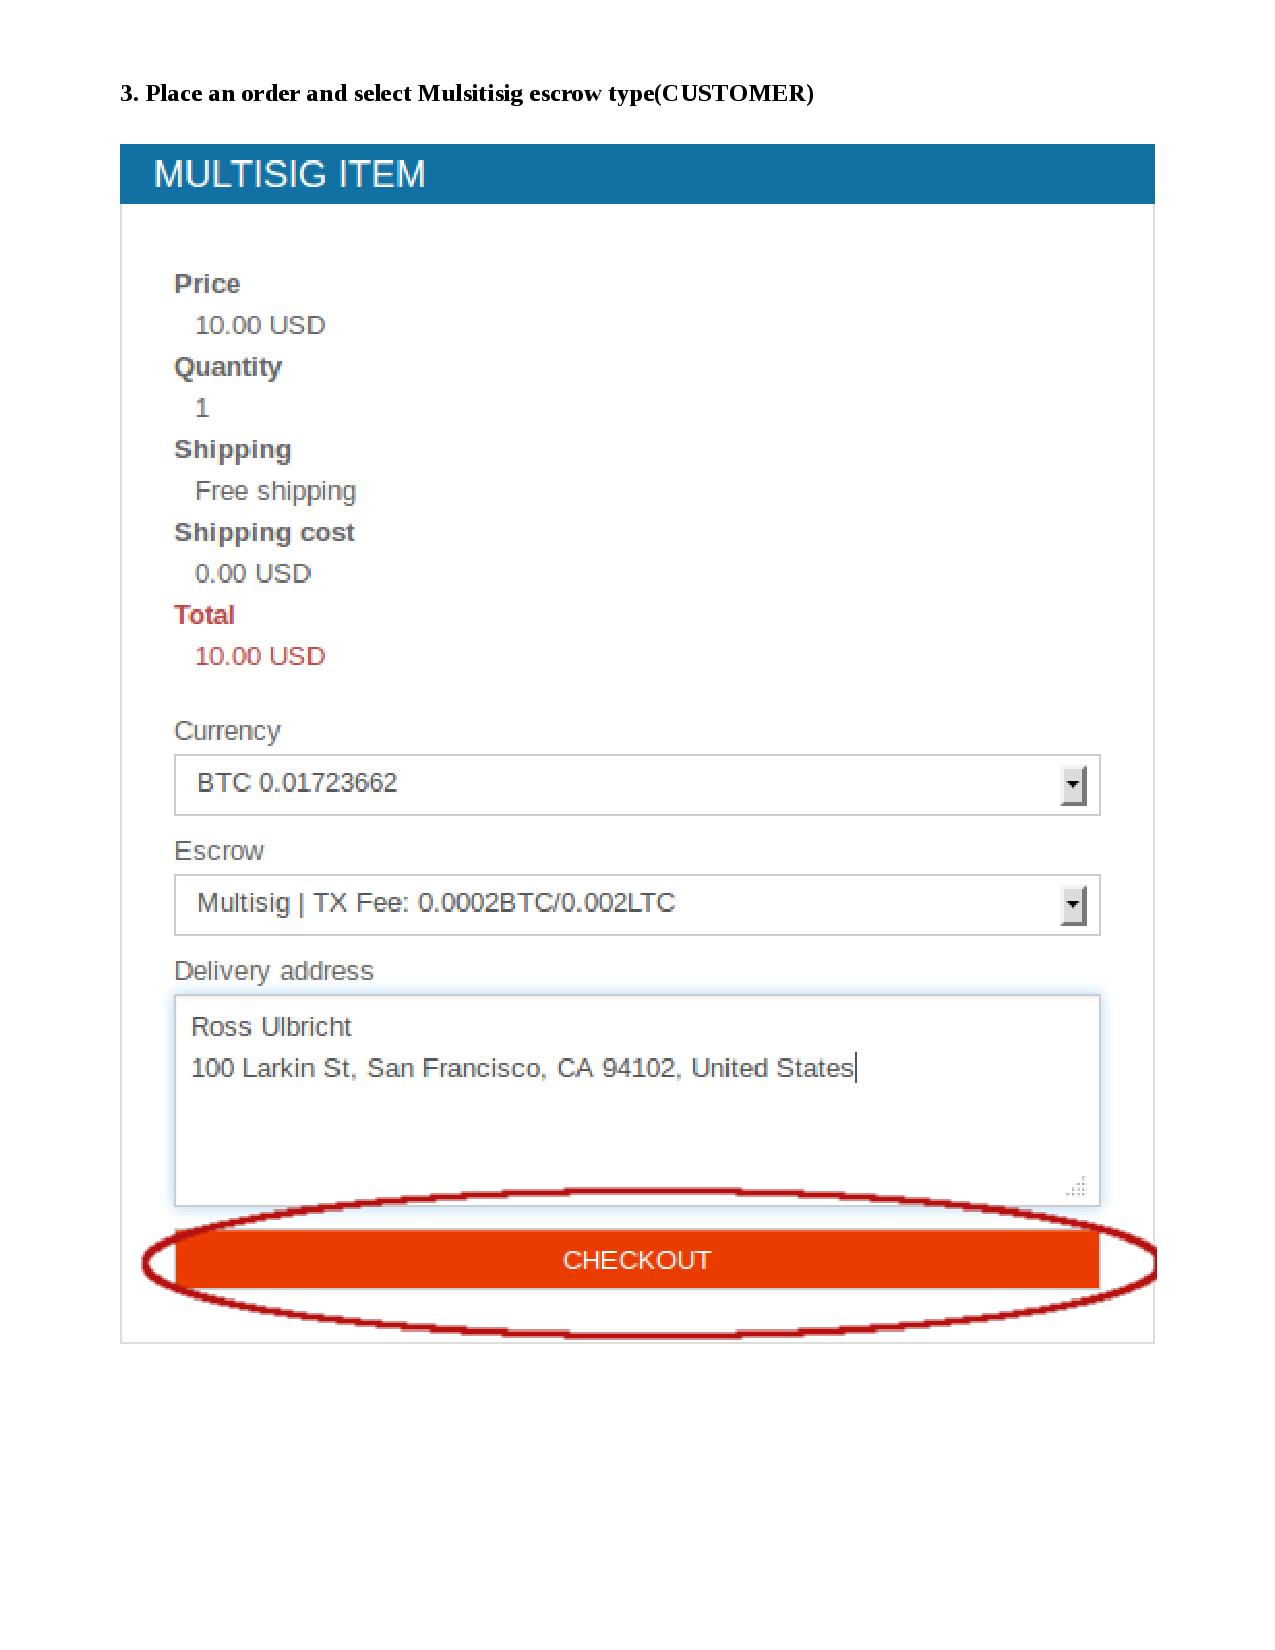 3. Place an order and select Mulsitisig escrow type(CUSTOMER)
MULTISIG ITEM
Price
10.00 USD
Quantity
1
Shipping
Free shipping
Shipping cost
0.00 USD
Total
10.00 USD
Currency
BTC 0.01723662
Escrow
Multisig | TX Fee: 0.0002BTC/0.002LTC
Delivery address
Ross Ulbricht
100 Larkin St, San Francisco, CA 94102, United States
CHECKOUT